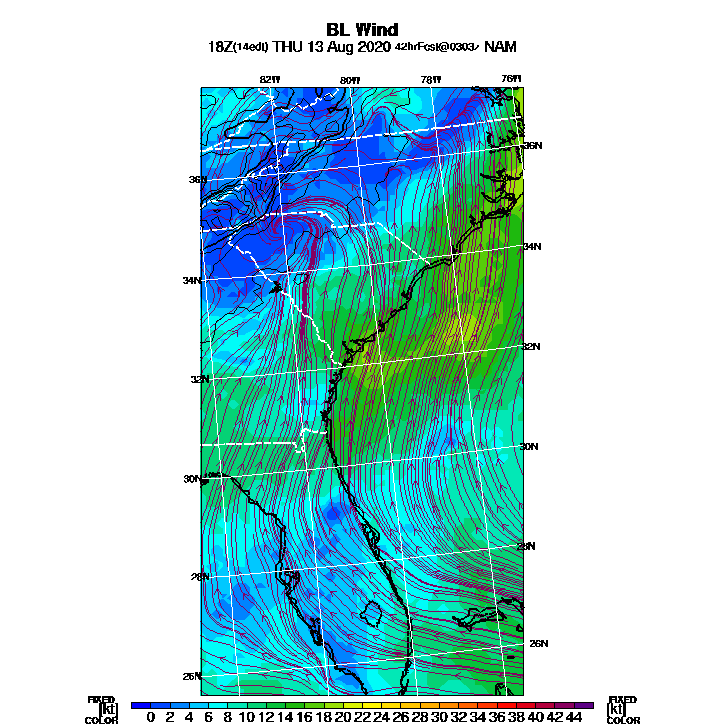 BL Wind
18Z(14edt) THU 13 Aug 2020 42hrFcst@0303z NAM
82W 80W 78W 76W
36N 36N
34N 34N
32N 32N
30N 30N
28N 28N
26N 26N
FIXED FIXED
[kt] 0 2 4 6 8 10 12 14 16 18 20 22 24 26 28 30 32 34 36 38 40 42 44 [kt]
COLOR COLOR